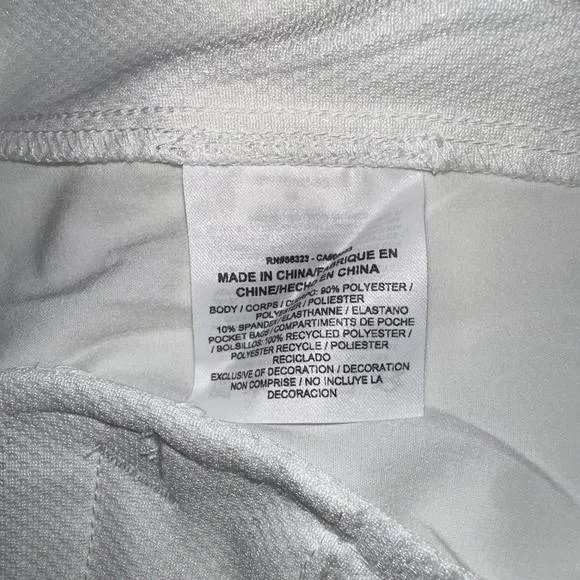 RN#56323 -
MADE IN CHINA/FABRIQUE EN
CHINE/HECHO EN CHINA
BODY / CORPS / CUERPO: 90% POLYESTER /
POLYESTER / POLIESTER
10% SPANDEX / ELASTHANNE / ELASTANO
POCKET BAGS / COMPARTIMENTS DE POCHE
/ BOLSILLOS: 100% RECYCLED POLYESTER /
POLYESTER RECYCLE / POLIESTER
RECICLADO
EXCLUSIVE OF DECORATION / DECORATION
NON COMPRISE / NO INCLUYE LA
DECORACION